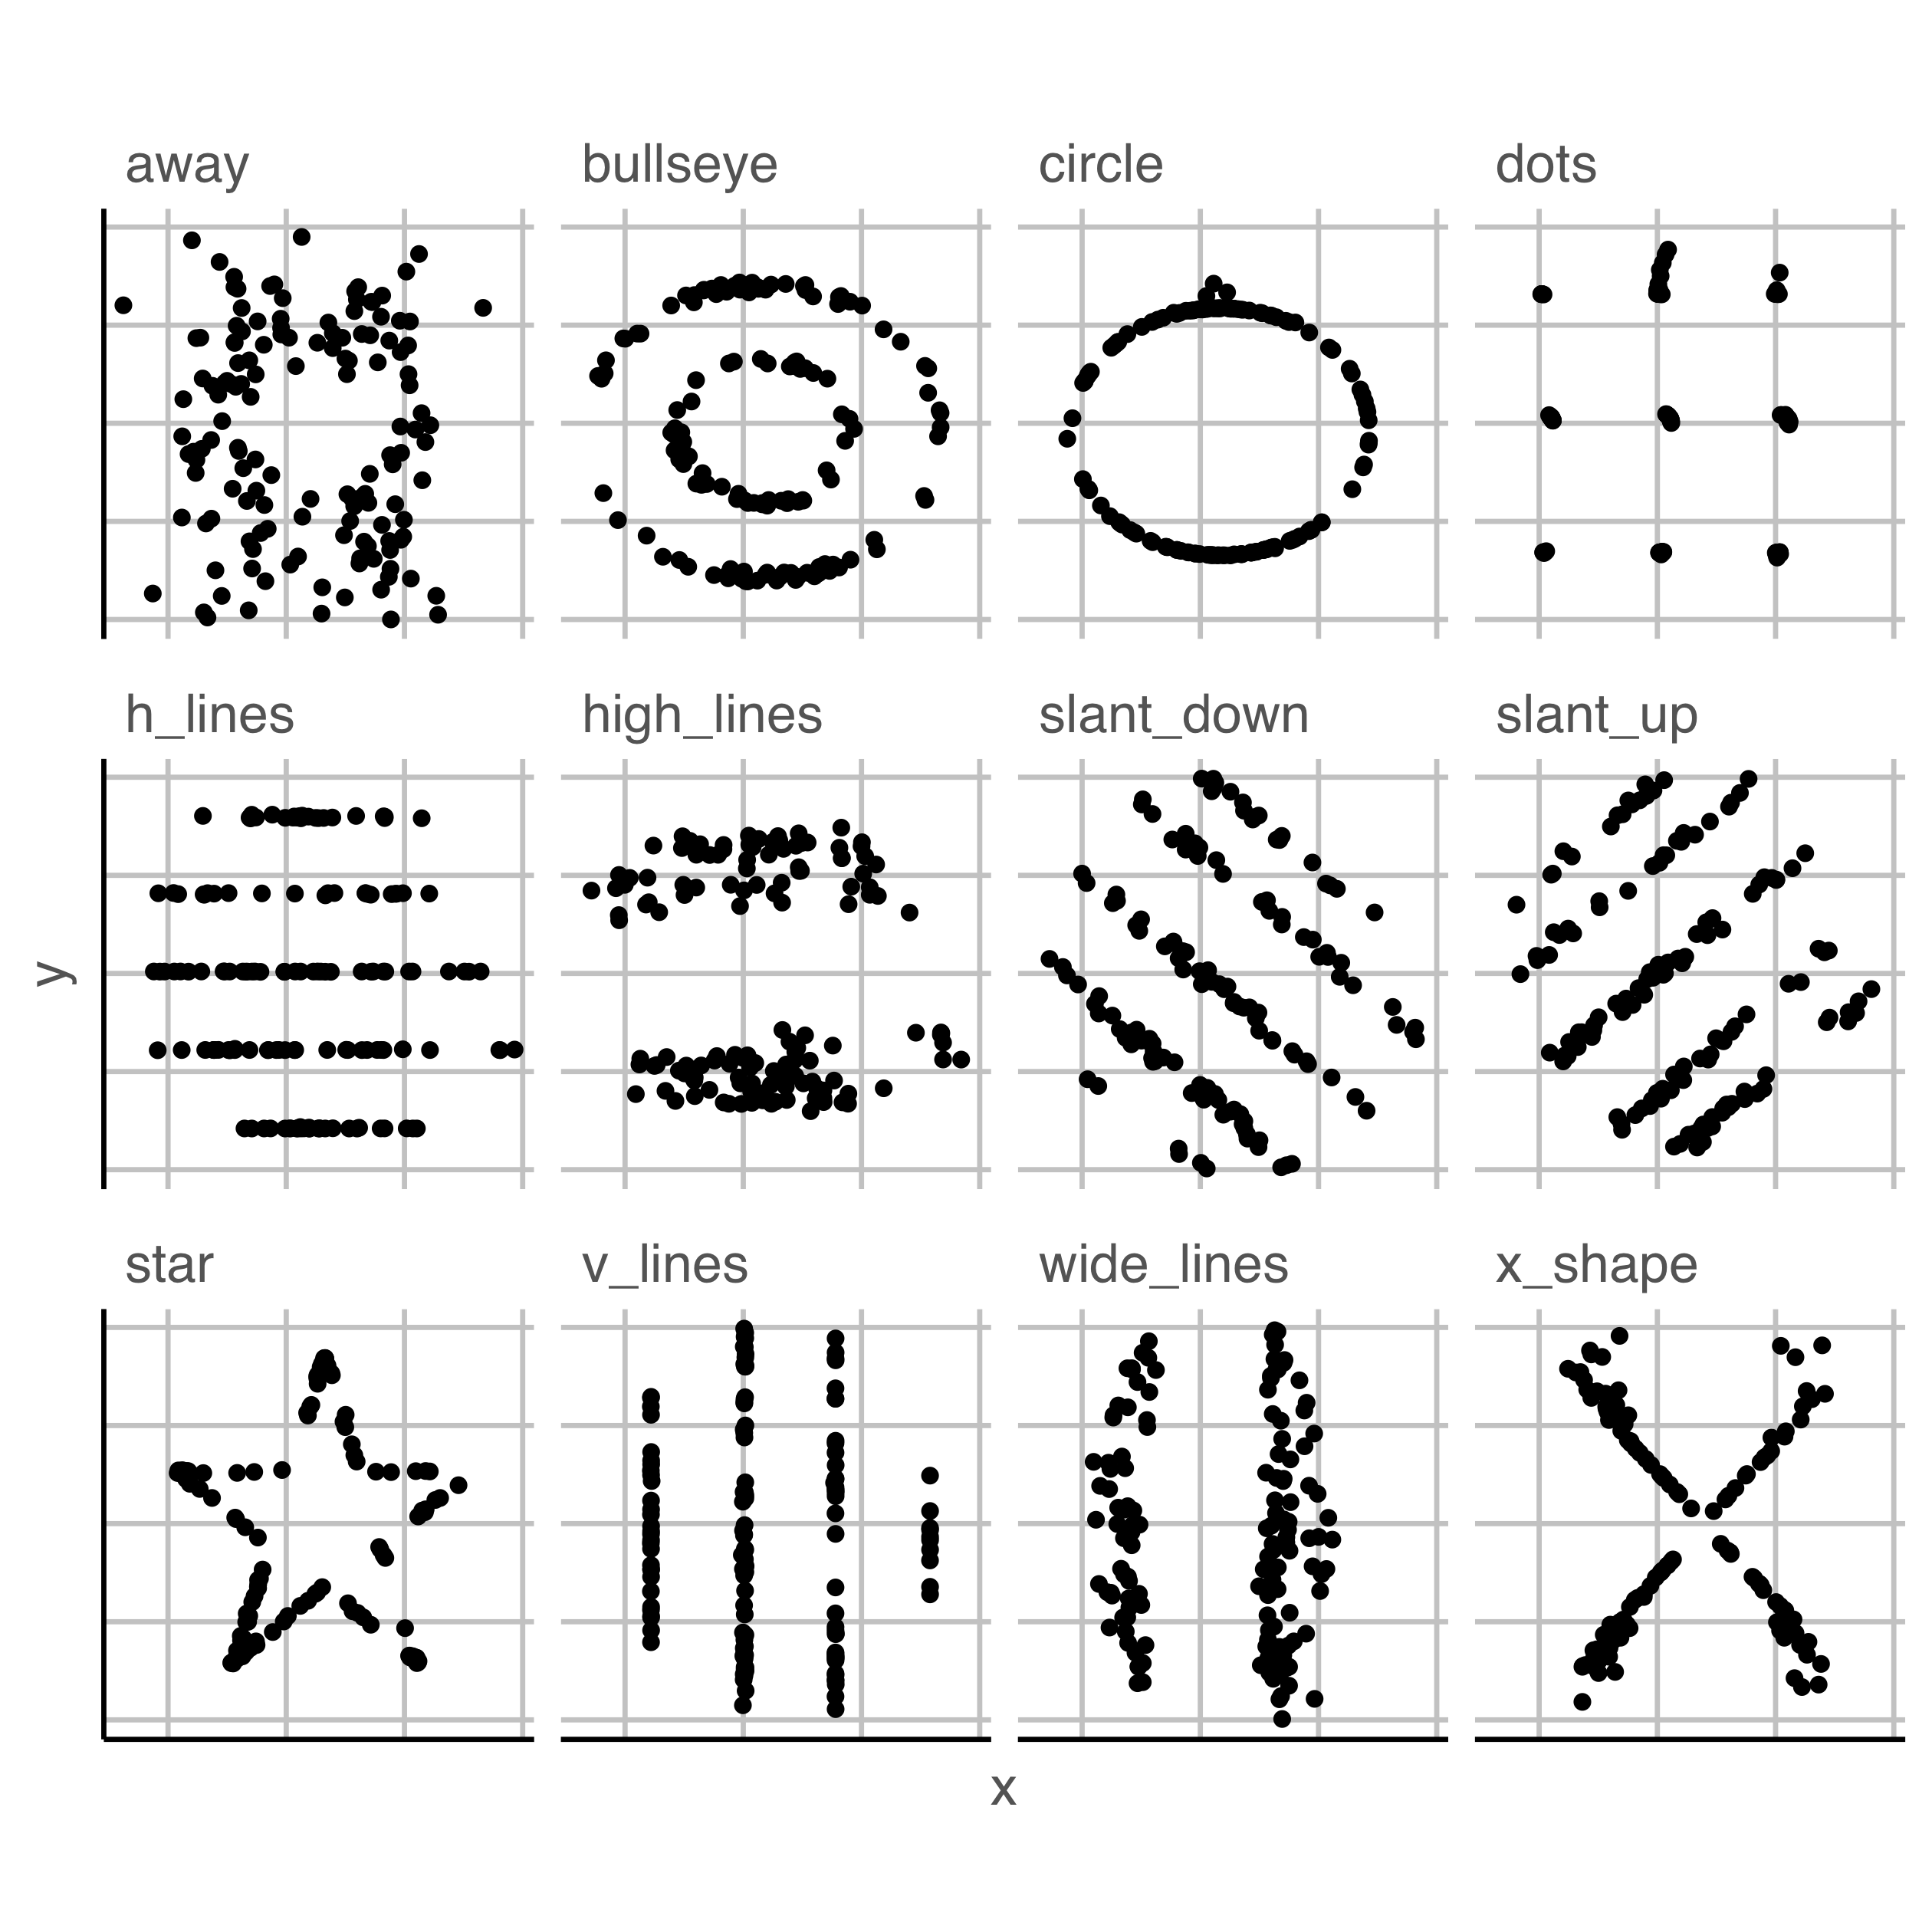 away
bullseye
circle
dots
h_lines
high_lines
slant_down
slant_up
y
star
v_lines
wide_lines
x_shape
x